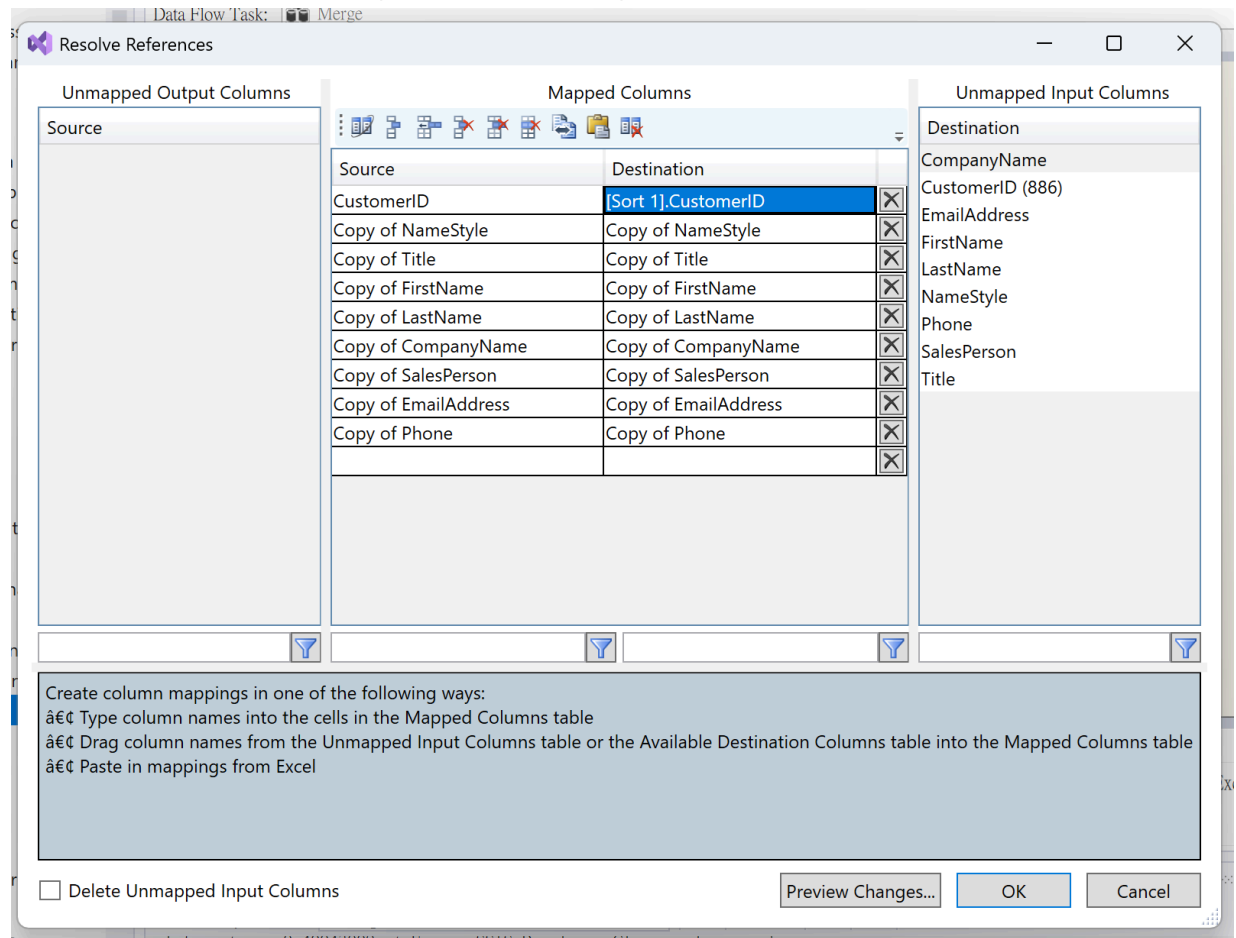 Data Flow Task: Merge
Resolve References
Unmapped Output Columns
Mapped Columns
Unmapped Input Columns
Source
Source
Destination
Destination
CustomerID
[Sort 1].CustomerID
Copy of NameStyle
Copy of NameStyle
Copy of Title
Copy of Title
Copy of FirstName
Copy of FirstName
Copy of LastName
Copy of LastName
Copy of CompanyName
Copy of CompanyName
Copy of SalesPerson
Copy of SalesPerson
Copy of EmailAddress
Copy of EmailAddress
Copy of Phone
Copy of Phone
CompanyName
CustomerID (886)
EmailAddress
FirstName
LastName
NameStyle
Phone
SalesPerson
Title
Create column mappings in one of the following ways:
â€¢ Type column names into the cells in the Mapped Columns table
â€¢ Drag column names from the Unmapped Input Columns table or the Available Destination Columns table into the Mapped Columns table
â€¢ Paste in mappings from Excel
Delete Unmapped Input Columns
Preview Changes...
OK
Cancel